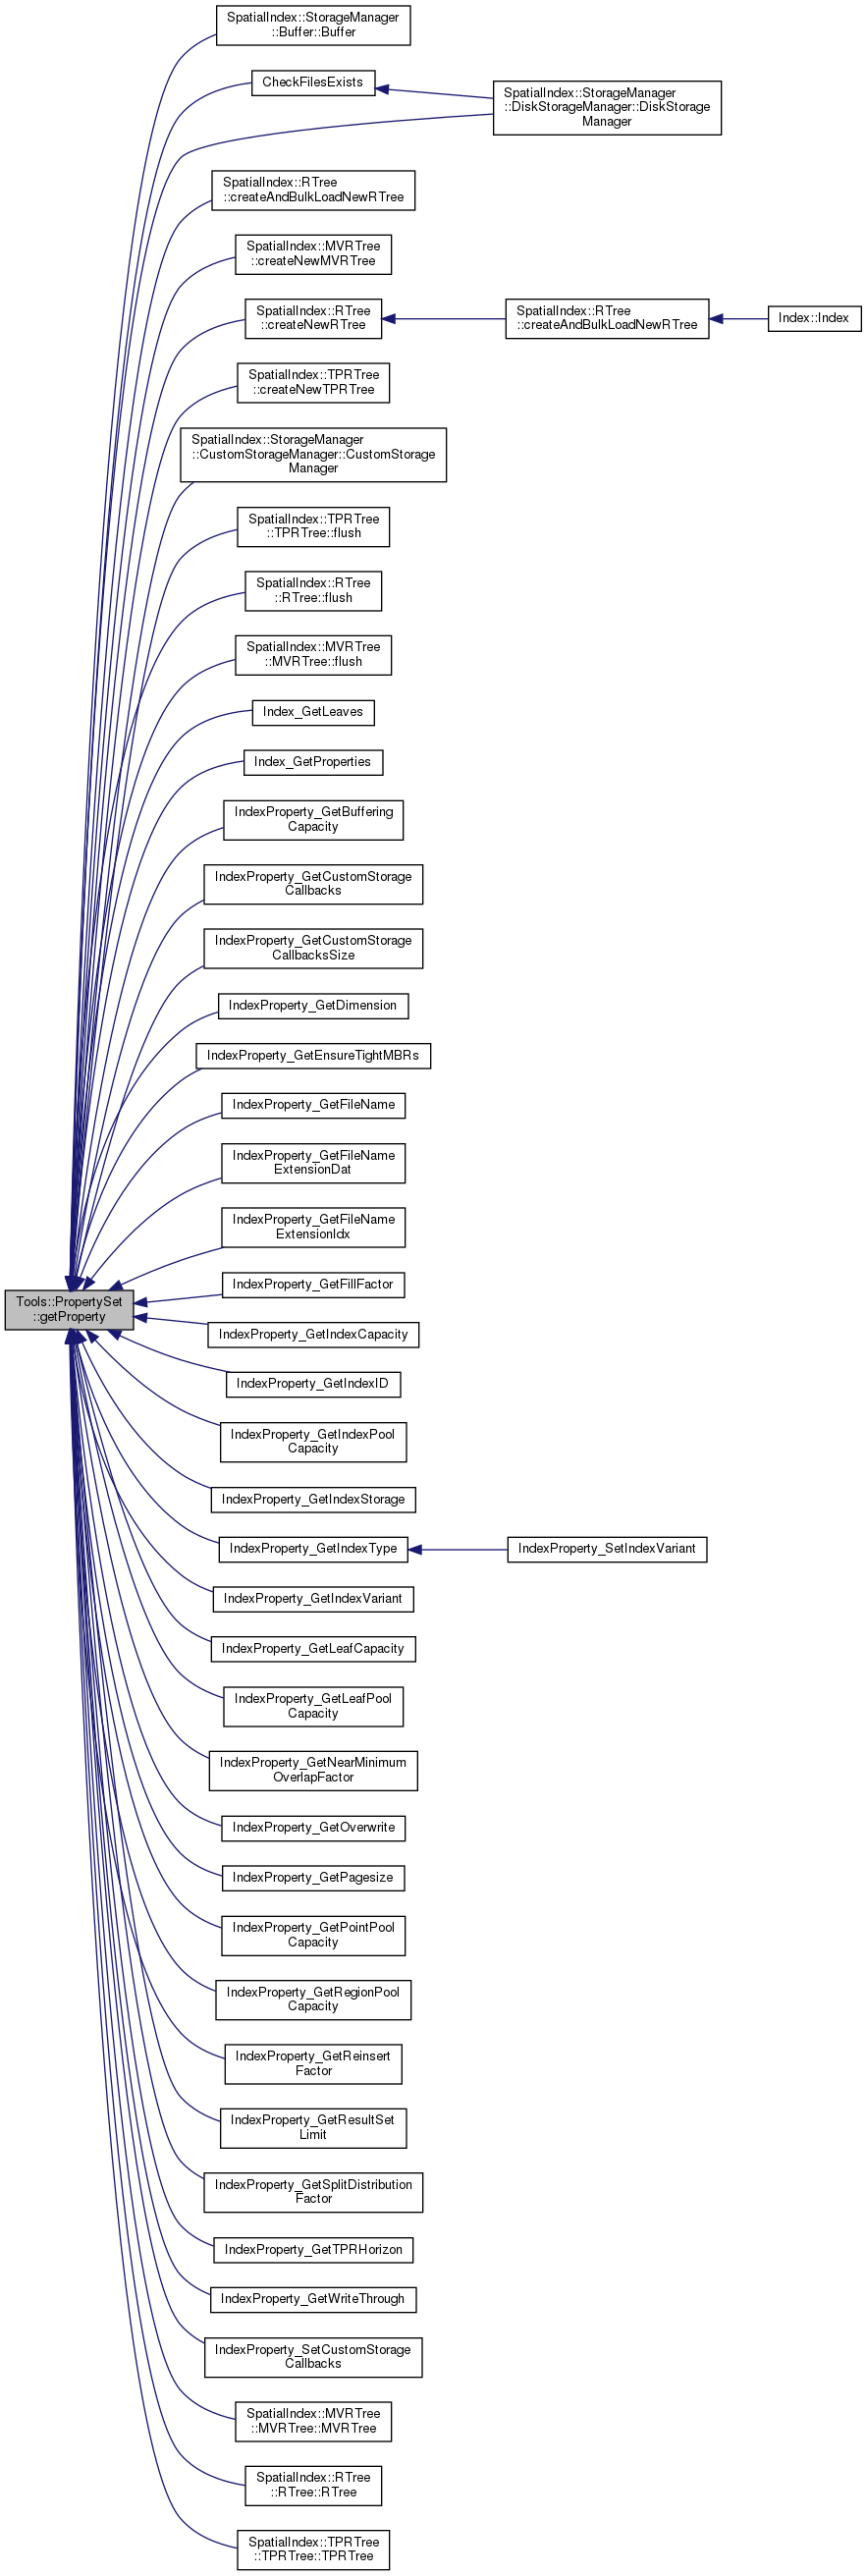 SpatialIndex::StorageManager
::Buffer::Buffer
CheckFilesExists
SpatialIndex::StorageManager
::DiskStorageManager::DiskStorage
Manager
SpatialIndex::RTree
::createAndBulkLoadNewRTree
SpatialIndex::MVRTree
::createNewMVRTree
SpatialIndex::RTree
::createNewRTree
SpatialIndex::RTree
::createAndBulkLoadNewRTree
Index::Index
SpatialIndex::TPRTree
::createNewTPRTree
SpatialIndex::StorageManager
::CustomStorageManager::CustomStorage
Manager
SpatialIndex::TPRTree
::TPRTree::flush
SpatialIndex::RTree
::RTree::flush
SpatialIndex::MVRTree
::MVRTree::flush
Index_GetLeaves
Index_GetProperties
IndexProperty_GetBuffering
Capacity
IndexProperty_GetCustomStorage
Callbacks
IndexProperty_GetCustomStorage
CallbacksSize
IndexProperty_GetDimension
IndexProperty_GetEnsureTightMBRs
IndexProperty_GetFileName
IndexProperty_GetFileName
ExtensionDat
IndexProperty_GetFileName
ExtensionIdx
IndexProperty_GetFillFactor
Tools::PropertySet
::getProperty
IndexProperty_GetIndexCapacity
IndexProperty_GetIndexID
IndexProperty_GetIndexPool
Capacity
IndexProperty_GetIndexStorage
IndexProperty_GetIndexType
IndexProperty_SetIndexVariant
IndexProperty_GetIndexVariant
IndexProperty_GetLeafCapacity
IndexProperty_GetLeafPool
Capacity
IndexProperty_GetNearMinimum
OverlapFactor
IndexProperty_GetOverwrite
IndexProperty_GetPagesize
IndexProperty_GetPointPool
Capacity
IndexProperty_GetRegionPool
Capacity
IndexProperty_GetReinsert
Factor
IndexProperty_GetResultSet
Limit
IndexProperty_GetSplitDistribution
Factor
IndexProperty_GetTPRHorizon
IndexProperty_GetWriteThrough
IndexProperty_SetCustomStorage
Callbacks
SpatialIndex::MVRTree
::MVRTree::MVRTree
SpatialIndex::RTree
::RTree::RTree
SpatialIndex::TPRTree
::TPRTree::TPRTree